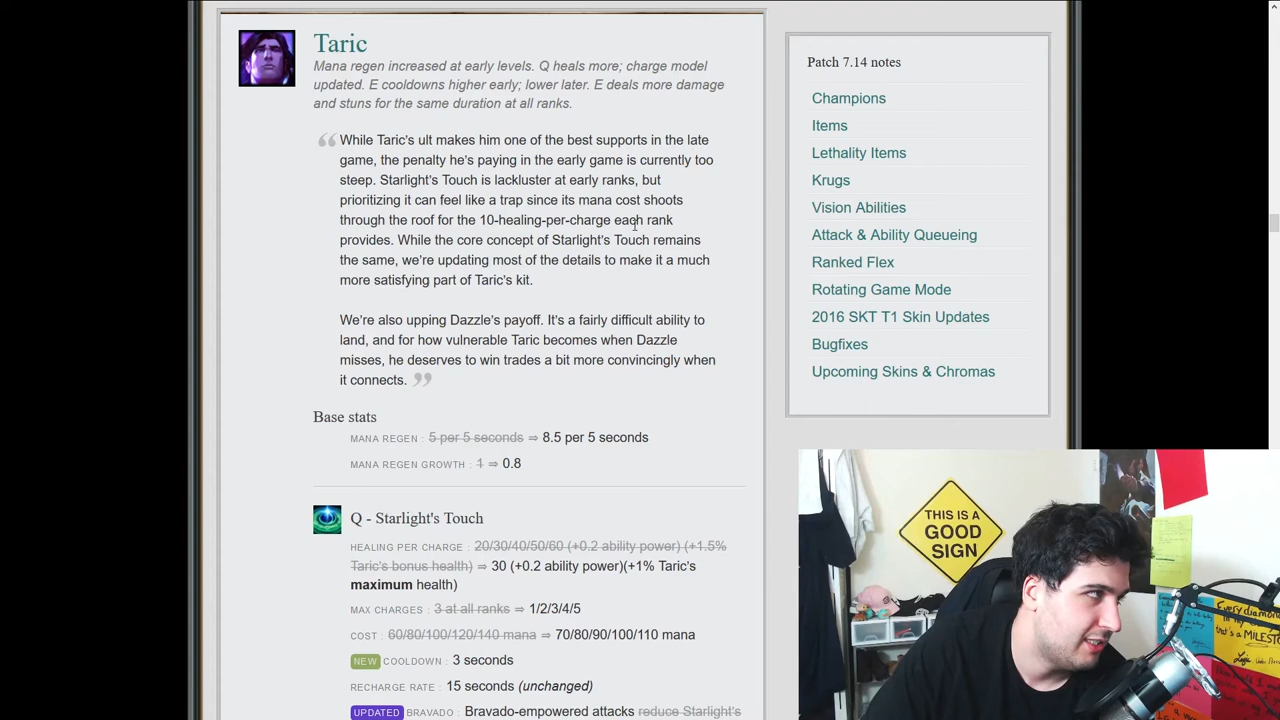 Taric
Mana regen increased at early levels. Q heals more; charge model
updated. E cooldowns higher early; lower later. E deals more damage
and stuns for the same duration at all ranks.
While Taric's ult makes him one of the best supports in the late
game, the penalty he's paying in the early game is currently too
steep. Starlight's Touch is lackluster at early ranks, but
prioritizing it can feel like a trap since its mana cost shoots
through the roof for the 10-healing-per-charge each rank
provides. While the core concept of Starlight's Touch remains
the same, we're updating most of the details to make it a much
more satisfying part of Taric's kit.
We're also upping Dazzle's payoff. It's a fairly difficult ability to
land, and for how vulnerable Taric becomes when Dazzle
misses, he deserves to win trades a bit more convincingly when
it connects.
Base stats
MANA REGEN : 5 per 5 seconds ⇒ 8.5 per 5 seconds
MANA REGEN GROWTH : 1 ⇒ 0.8
Q - Starlight's Touch
HEALING PER CHARGE : 20/30/40/50/60 (+0.2 ability power) (+1.5%
Taric's bonus health) ⇒ 30 (+0.2 ability power)(+1% Taric's
maximum health)
MAX CHARGES : 3 at all ranks ⇒ 1/2/3/4/5
COST : 60/80/100/120/140 mana ⇒ 70/80/90/100/110 mana
NEW COOLDOWN : 3 seconds
RECHARGE RATE : 15 seconds (unchanged)
UPDATED BRAVADO : Bravado-empowered attacks reduce Starlight's
Patch 7.14 notes
Champions
Items
Lethality Items
Krugs
Vision Abilities
Attack & Ability Queueing
Ranked Flex
Rotating Game Mode
2016 SKT T1 Skin Updates
Bugfixes
Upcoming Skins & Chromas
THIS IS A
GOOD
SIGN
Every
diamon
that's a MILEST
Logic